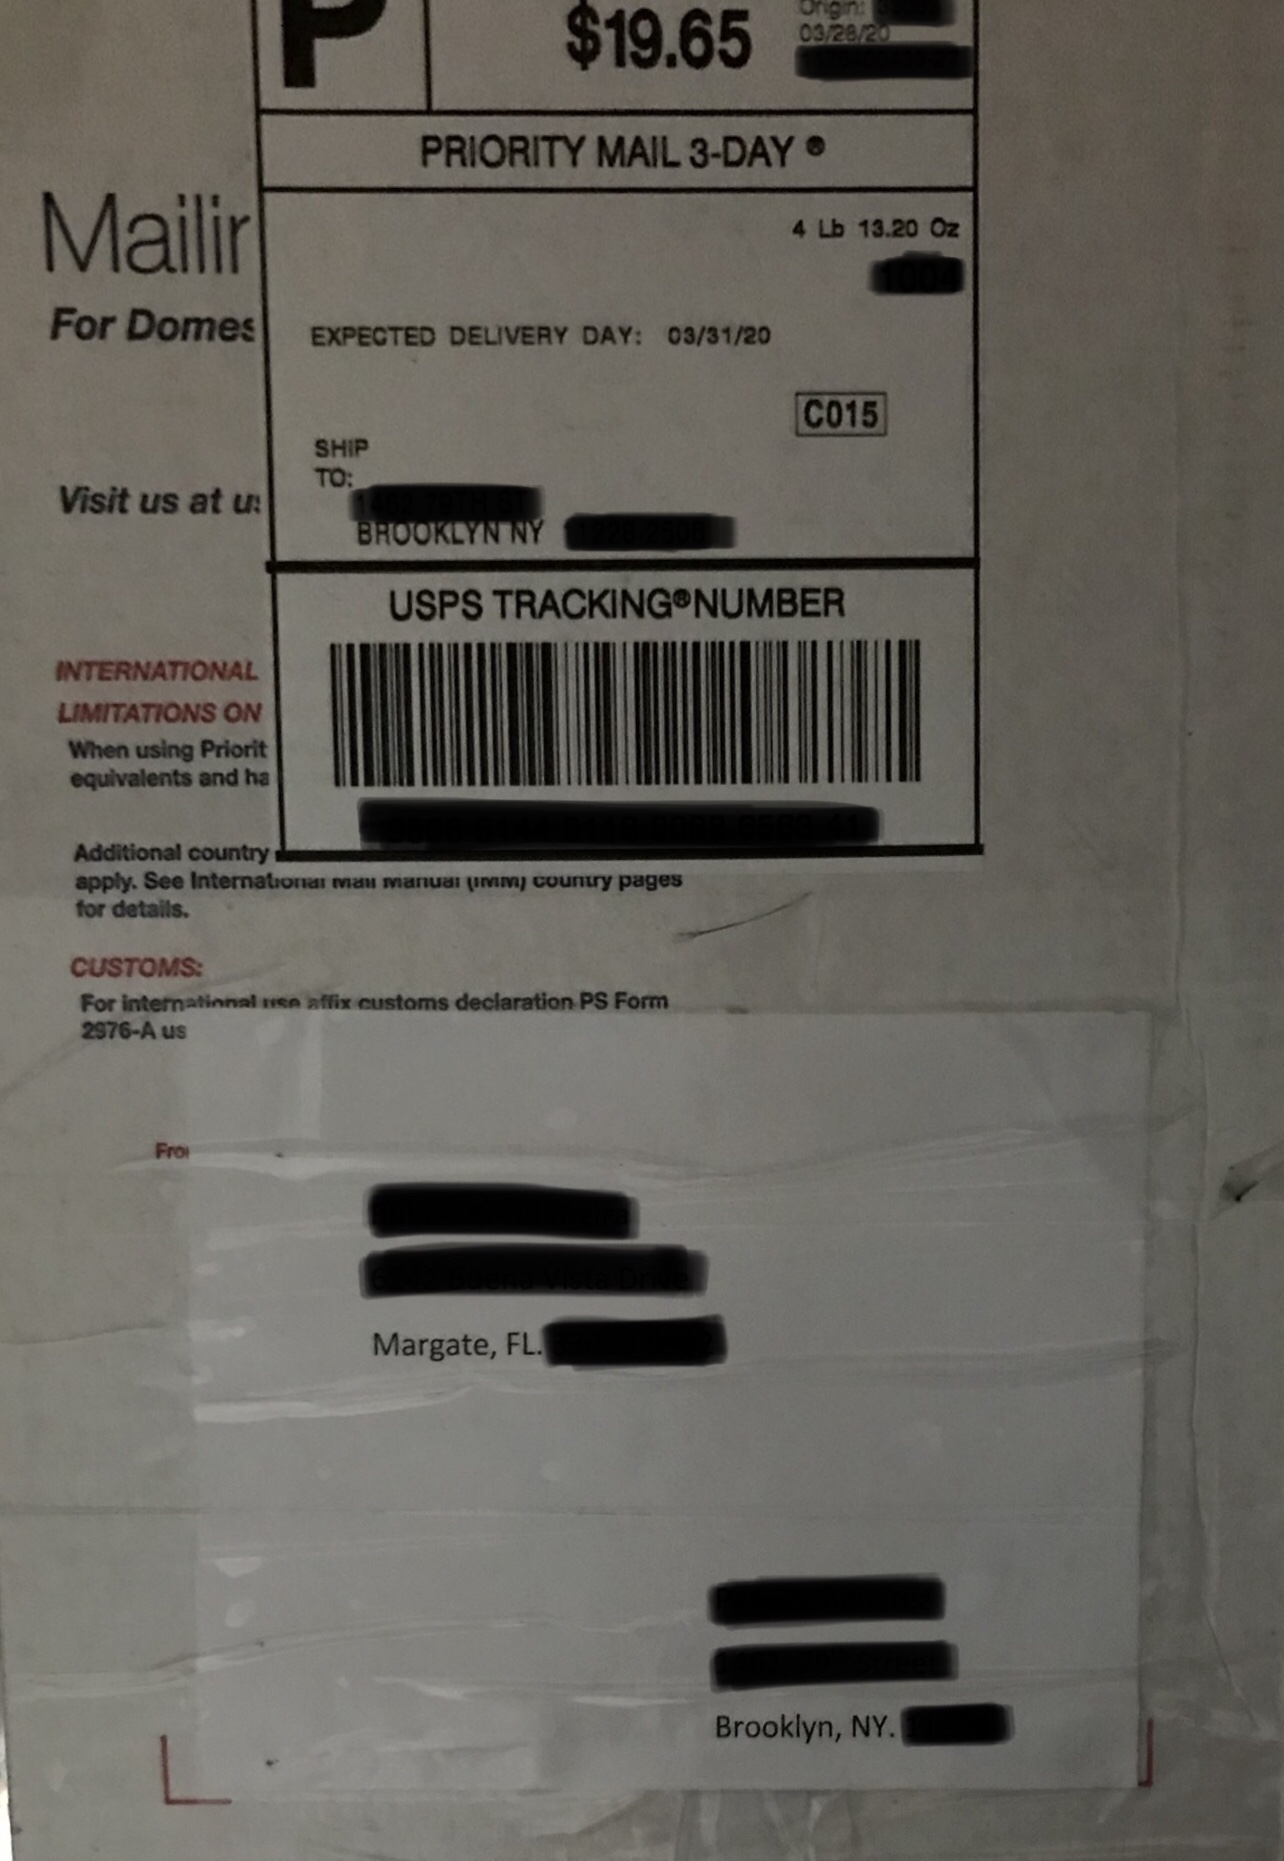 P
$19.65
Origin:
03/28/20
PRIORITY MAIL 3-DAY ®
Mailin
4 Lb 13.20 Oz
For Domes
EXPECTED DELIVERY DAY: 03/31/20
C015
SHIP
TO:
Visit us at us
BROOKLYN NY
USPS TRACKING® NUMBER
INTERNATIONAL
LIMITATIONS ON
When using Priorit
equivalents and ha
Additional country
apply. See International Mail Manual (IMM) country pages
for details.
CUSTOMS:
For international use affix customs declaration PS Form
2976-A us
From
Margate, FL.
Brooklyn, NY.